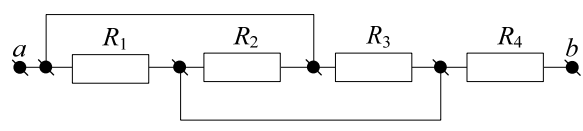 a R₁ R₂ R₃ R₄ b